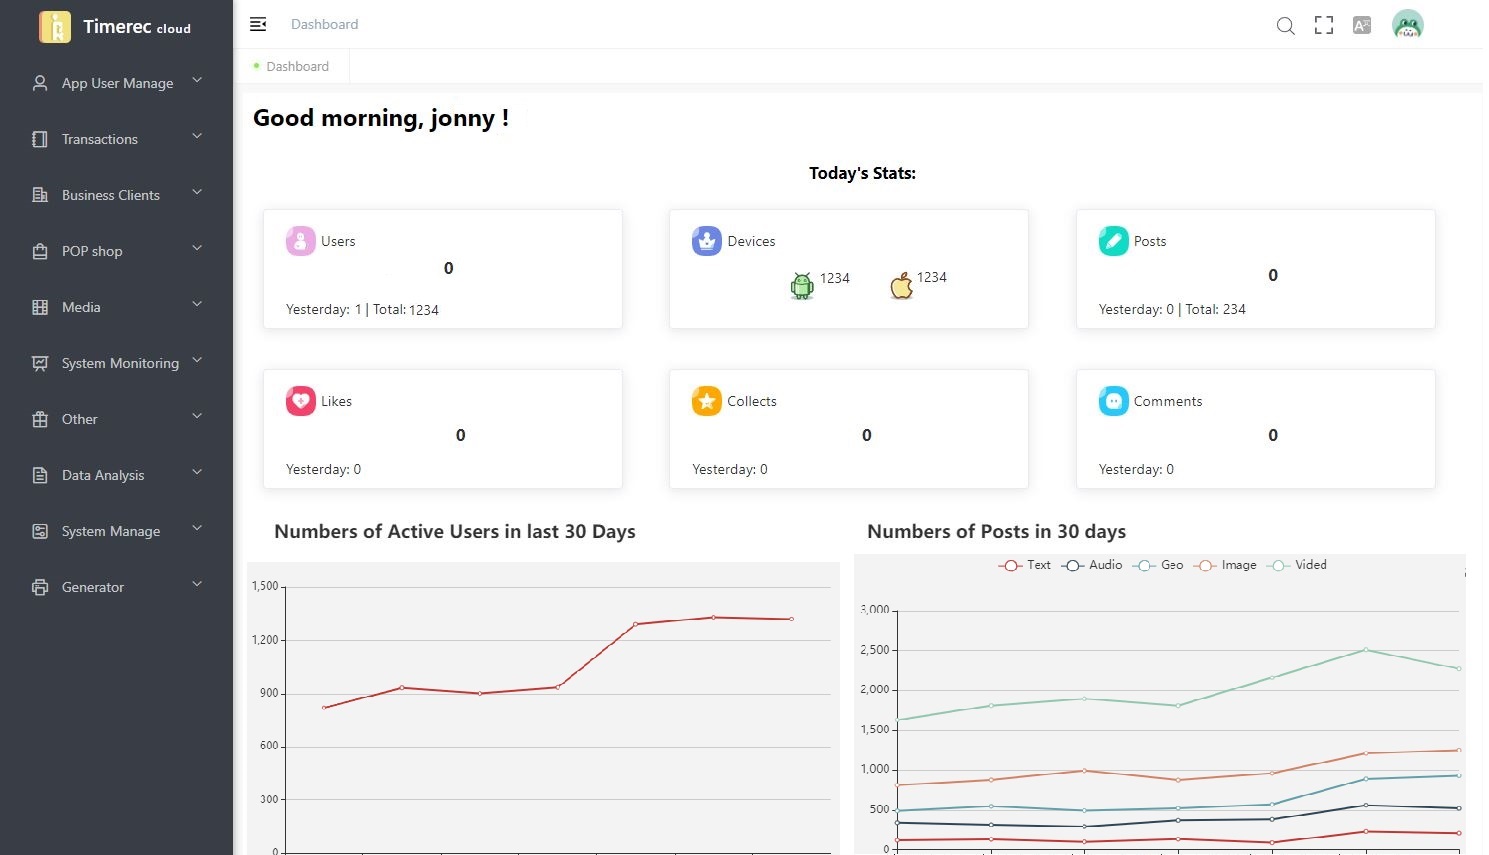 Timerec cloud
Dashboard
Dashboard
App User Manage
Transactions
Business Clients
POP shop
Media
System Monitoring
Other
Data Analysis
System Manage
Generator
Good morning, jonny !
Today's Stats:
Users
0
Yesterday: 1 | Total: 1234
Devices
1234
1234
Posts
0
Yesterday: 0 | Total: 234
Likes
0
Yesterday: 0
Collects
0
Yesterday: 0
Comments
0
Yesterday: 0
Numbers of Active Users in last 30 Days
1,500
1,200
900
600
300
0
Numbers of Posts in 30 days
Text Audio Geo Image Vided
3,000
2,500
2,000
1,500
1,000
500
0